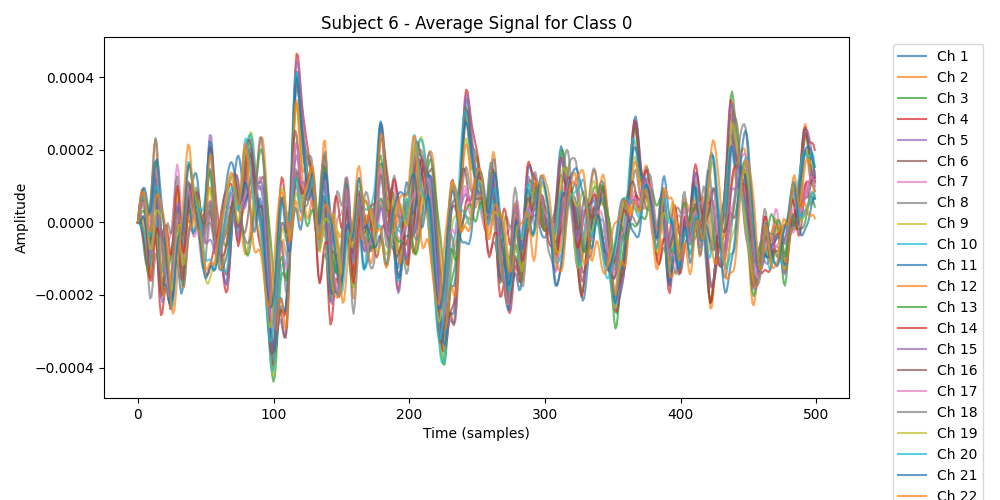 Subject 6 - Average Signal for Class 0
Amplitude
0.0004
0.0002
0.0000
−0.0002
−0.0004
0
100
200
300
400
500
Time (samples)
Ch 1
Ch 2
Ch 3
Ch 4
Ch 5
Ch 6
Ch 7
Ch 8
Ch 9
Ch 10
Ch 11
Ch 12
Ch 13
Ch 14
Ch 15
Ch 16
Ch 17
Ch 18
Ch 19
Ch 20
Ch 21
Ch 22